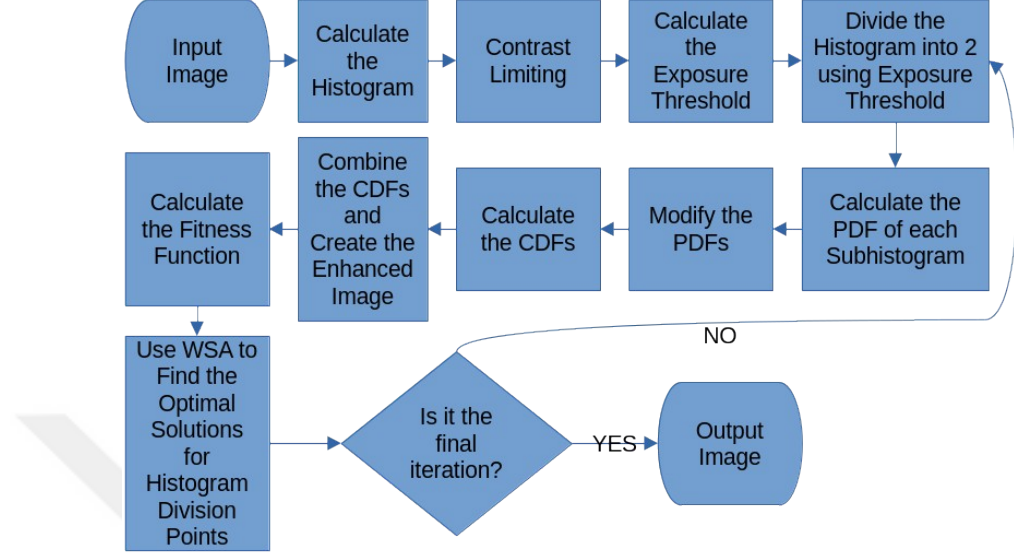 Input
Image
Calculate
the
Histogram
Contrast
Limiting
Calculate
the
Exposure
Threshold
Divide the
Histogram into 2
using Exposure
Threshold
Calculate
the Fitness
Function
Combine
the CDFs
and
Create the
Enhanced
Image
Calculate
the CDFs
Modify the
PDFs
Calculate the
PDF of each
Subhistogram
Use WSA to
Find the
Optimal
Solutions
for
Histogram
Division
Points
Is it the
final
iteration?
NO
YES
Output
Image